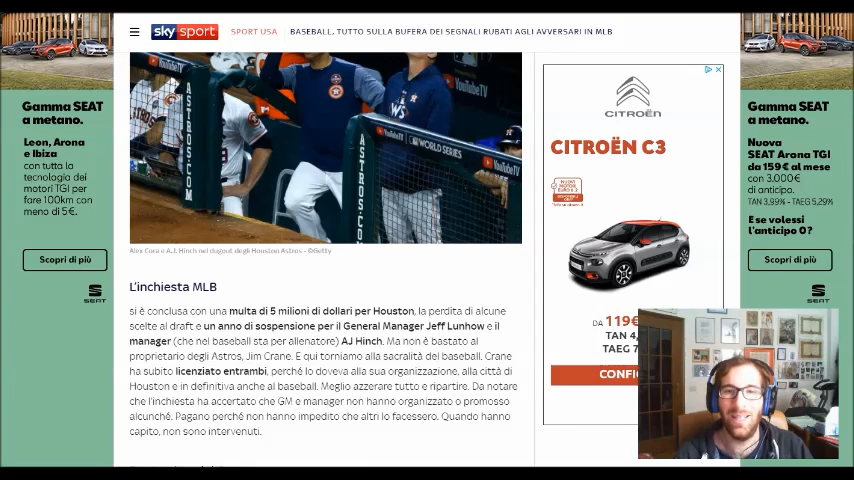 sky sport
SPORT USA
BASEBALL, TUTTO SULLA BUFERA DEI SEGNALI RUBATI AGLI AVVERSARI IN MLB
Gamma SEAT
a metano.
Leon, Arona
e Ibiza
con tutta la
tecnologia dei
motori TGI per
fare 100km con
meno di 5€.
Scopri di più
SEAT
YouTubeTV
ASTROS.COM
ASTROS
WS
YouTubeTV
WORLD SERIES
YouTubeTV
Alex Cora e A.J. Hinch nel dugout degli Houston Astros - ©Getty
L'inchiesta MLB
si è conclusa con una multa di 5 milioni di dollari per Houston, la perdita di alcune
scelte al draft e un anno di sospensione per il General Manager Jeff Lunhow e il
manager (che nel baseball sta per allenatore) AJ Hinch. Ma non è bastato al
proprietario degli Astros, Jim Crane. E qui torniamo alla sacralità del baseball. Crane
ha subito licenziato entrambi, perché lo doveva alla sua organizzazione, alla città di
Houston e in definitiva anche al baseball. Meglio azzerare tutto e ripartire. Da notare
che l'inchiesta ha accertato che GM e manager non hanno organizzato o promosso
alcunché. Pagano perché non hanno impedito che altri lo facessero. Quando hanno
capito, non sono intervenuti.
CITROËN
CITROËN C3
DA 119€
TAN 4,
TAEG 7
CONFI
Gamma SEAT
a metano.
Nuova
SEAT Arona TGI
da 159€ al mese
con 3.000€
di anticipo.
TAN 3,99% - TAEG 5,29%
E se volessi
l'anticipo 0?
Scopri di più
SEAT